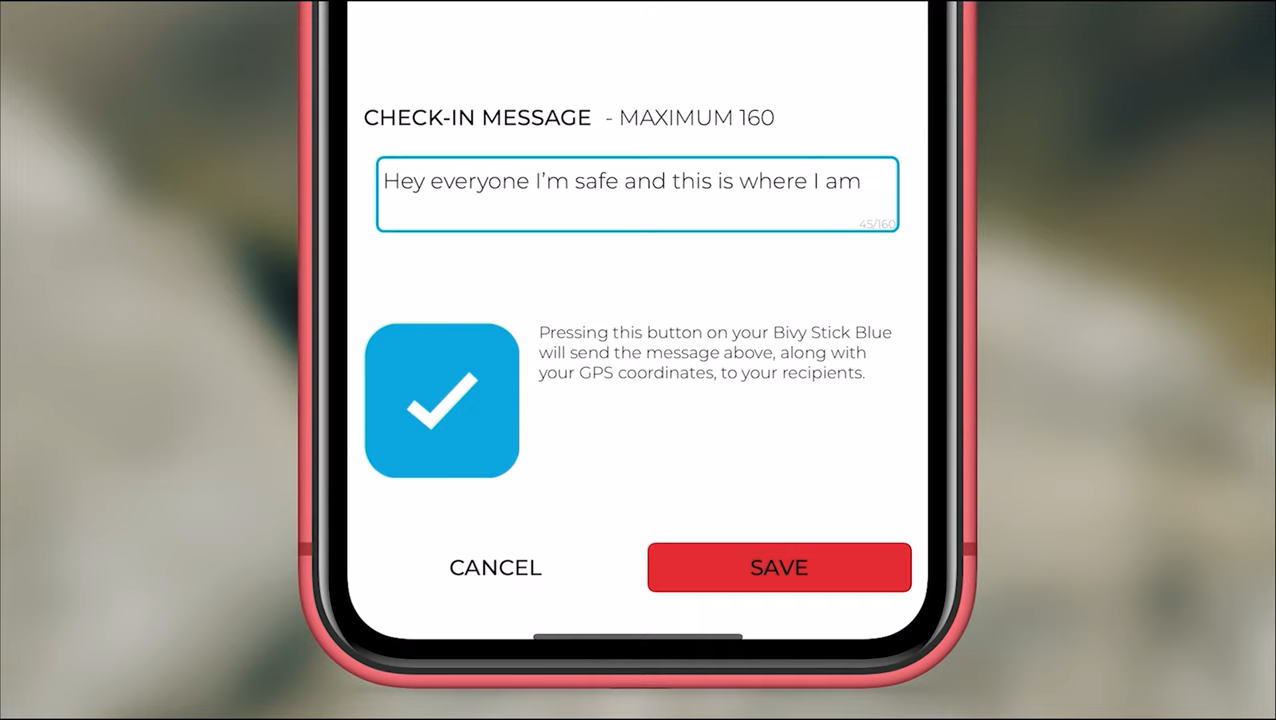 CHECK-IN MESSAGE - MAXIMUM 160
Hey everyone I'm safe and this is where I am
45/160
Pressing this button on your Bivy Stick Blue
will send the message above, along with
your GPS coordinates, to your recipients.
CANCEL
SAVE